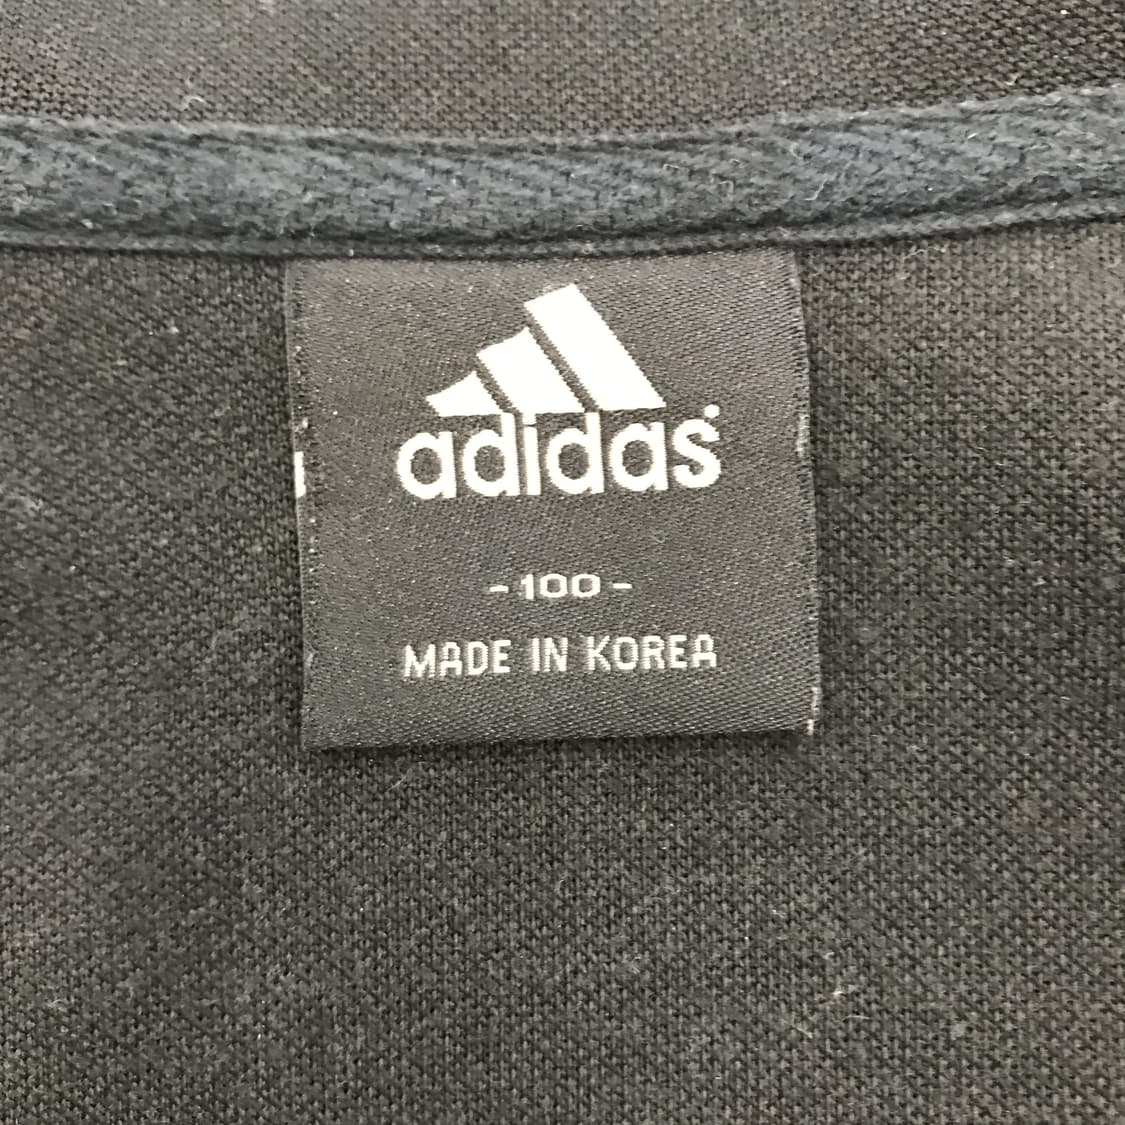 adidas®
-100-
MADE IN KOREA